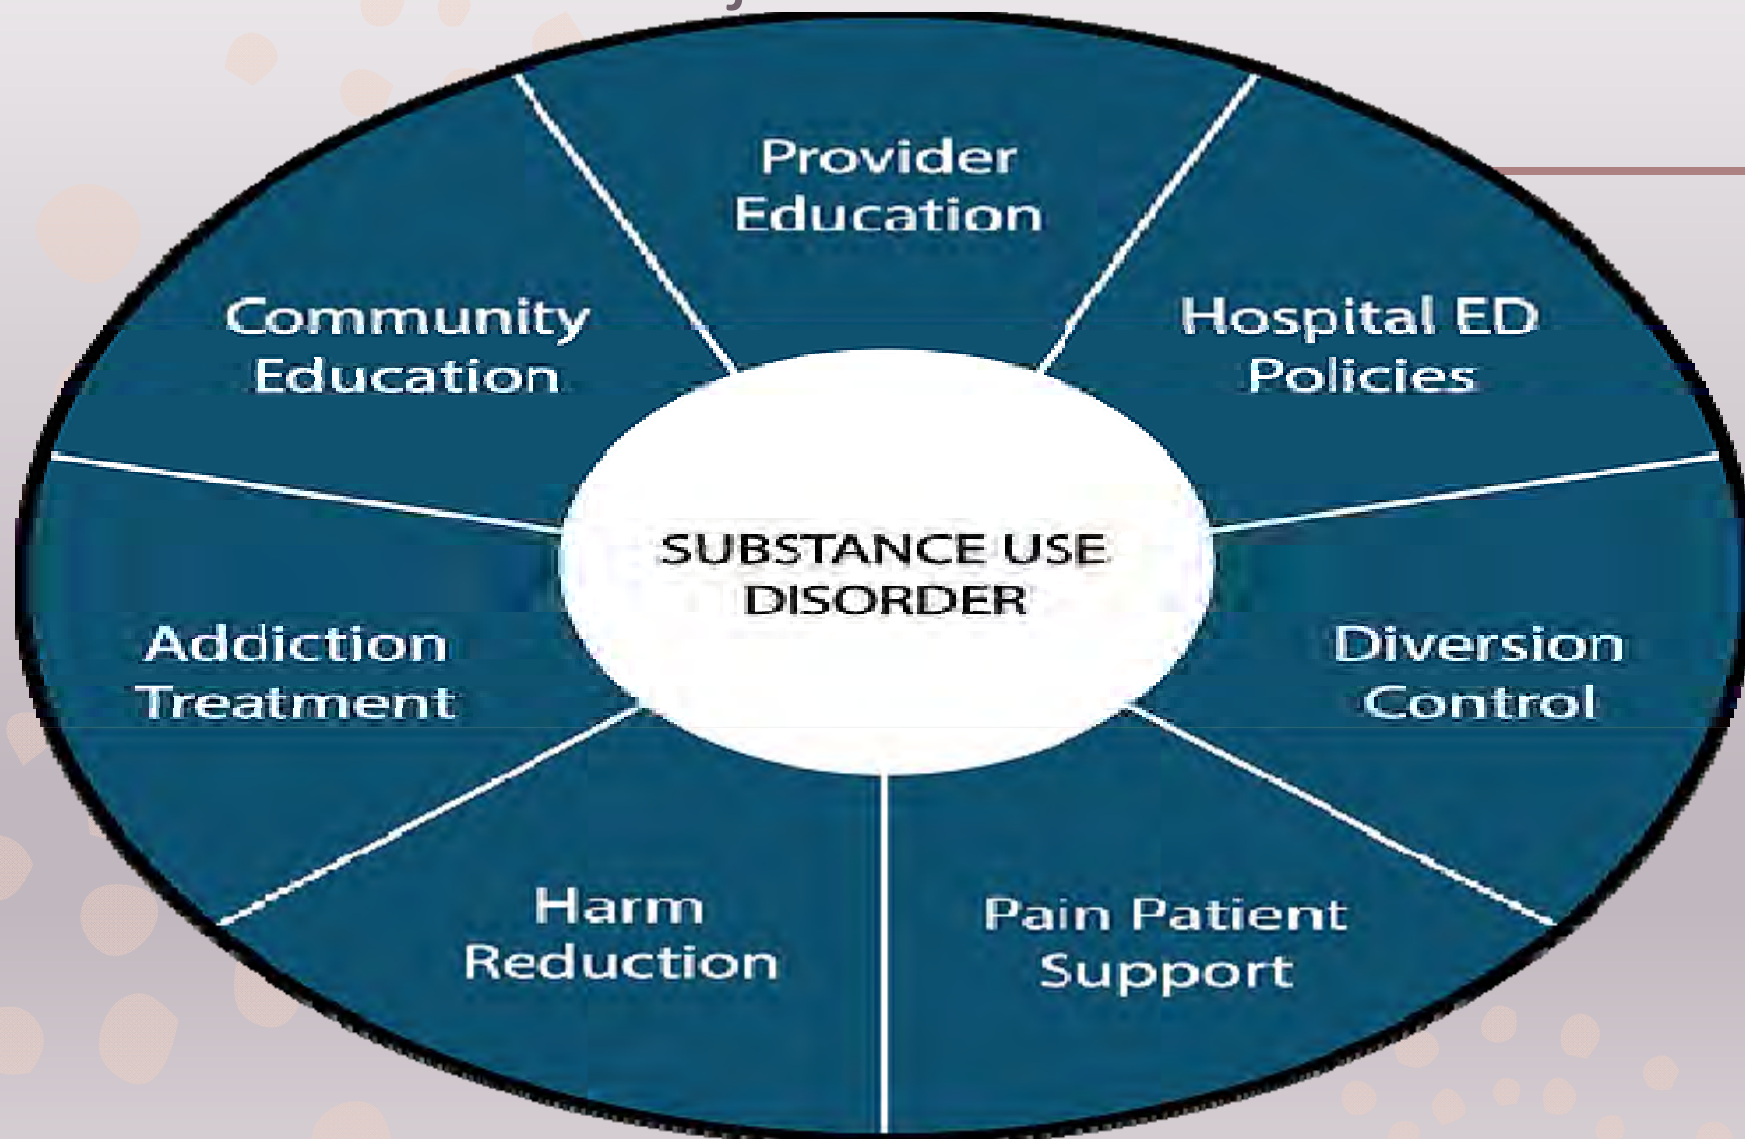 Provider
Education
Hospital ED
Policies
Diversion
Control
Pain Patient
Support
Harm
Reduction
Addiction
Treatment
Community
Education
SUBSTANCE USE
DISORDER